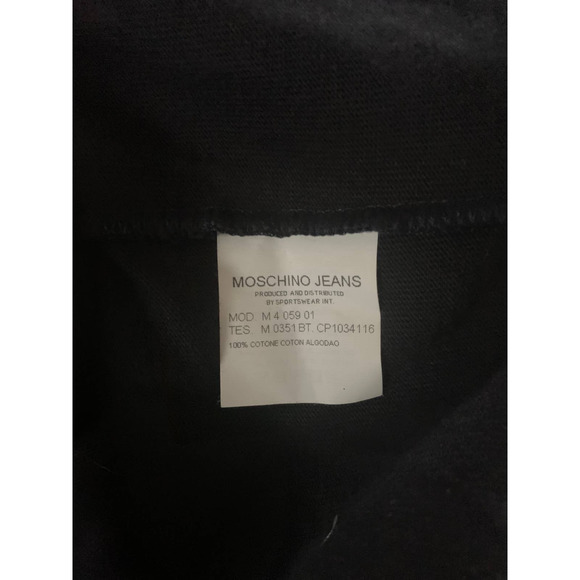 MOSCHINO JEANS
PRODUCED AND DISTRIBUTED
BY SPORTSWEAR INT.
MOD. M 4 059 01
TES. M 0351 BT. CP1034116
100% COTONE COTON ALGODAO